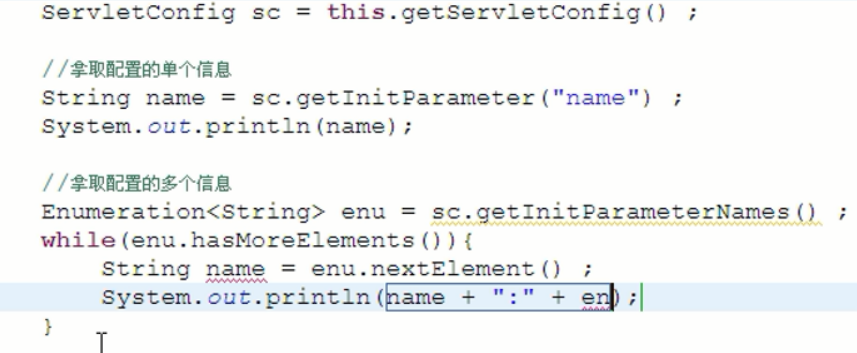 ServletConfig sc = this.getServletConfig() ;
//拿取配置的单个信息
String name = sc.getInitParameter("name") ;
System.out.println(name);
//拿取配置的多个信息
Enumeration<String> enu = sc.getInitParameterNames() ;
while(enu.hasMoreElements()){
String name = enu.nextElement() ;
System.out.println(name + ":" + en);
}